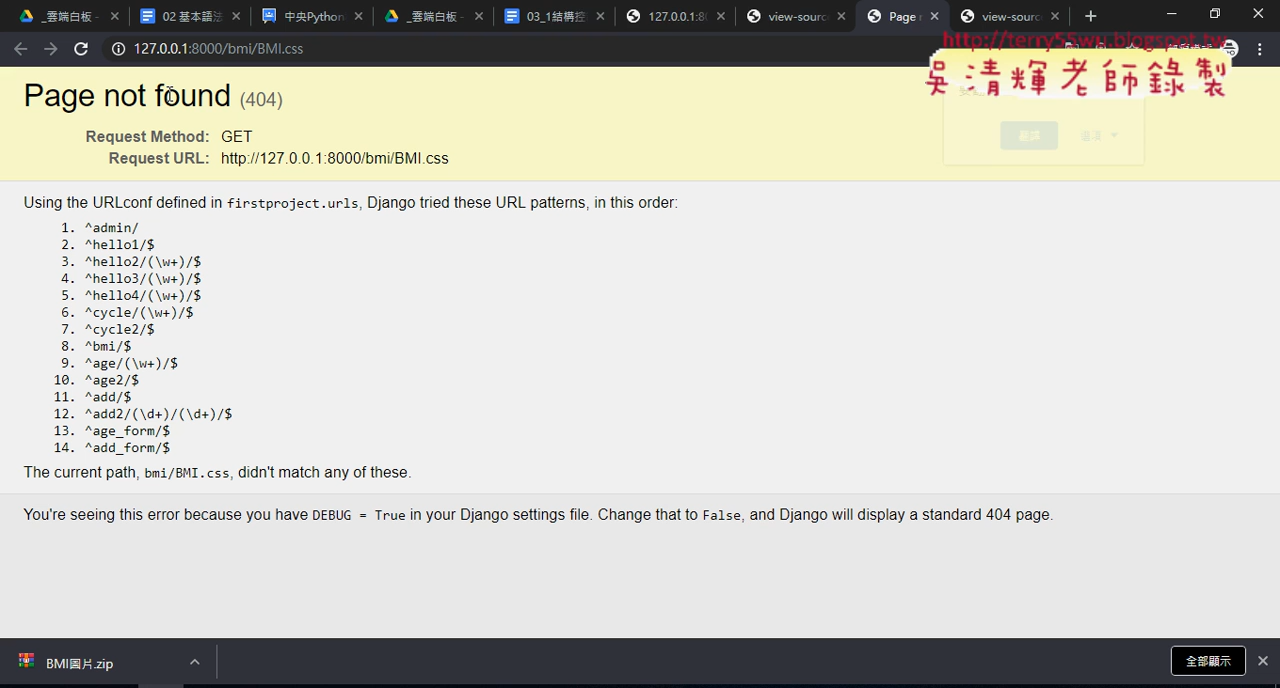 _雲端白板 -
02 基本語法
中央Python
_雲端白板 -
03_1結構控
127.0.0.1:80
view-sourc
Page n
view-sourc
127.0.0.1:8000/bmi/BMI.css
http://terry55wu.blogspot.tw
吳清輝老師錄製
Page not found (404)
Request Method: GET
Request URL: http://127.0.0.1:8000/bmi/BMI.css
Using the URLconf defined in firstproject.urls, Django tried these URL patterns, in this order:
1. ^admin/
2. ^hello1/$
3. ^hello2/(\w+)/$
4. ^hello3/(\w+)/$
5. ^hello4/(\w+)/$
6. ^cycle/(\w+)/$
7. ^cycle2/$
8. ^bmi/$
9. ^age/(\w+)/$
10. ^age2/$
11. ^add/$
12. ^add2/(\d+)/(\d+)/$
13. ^age_form/$
14. ^add_form/$
The current path, bmi/BMI.css, didn't match any of these.
You're seeing this error because you have DEBUG = True in your Django settings file. Change that to False, and Django will display a standard 404 page.
BMI圖片.zip
全部顯示